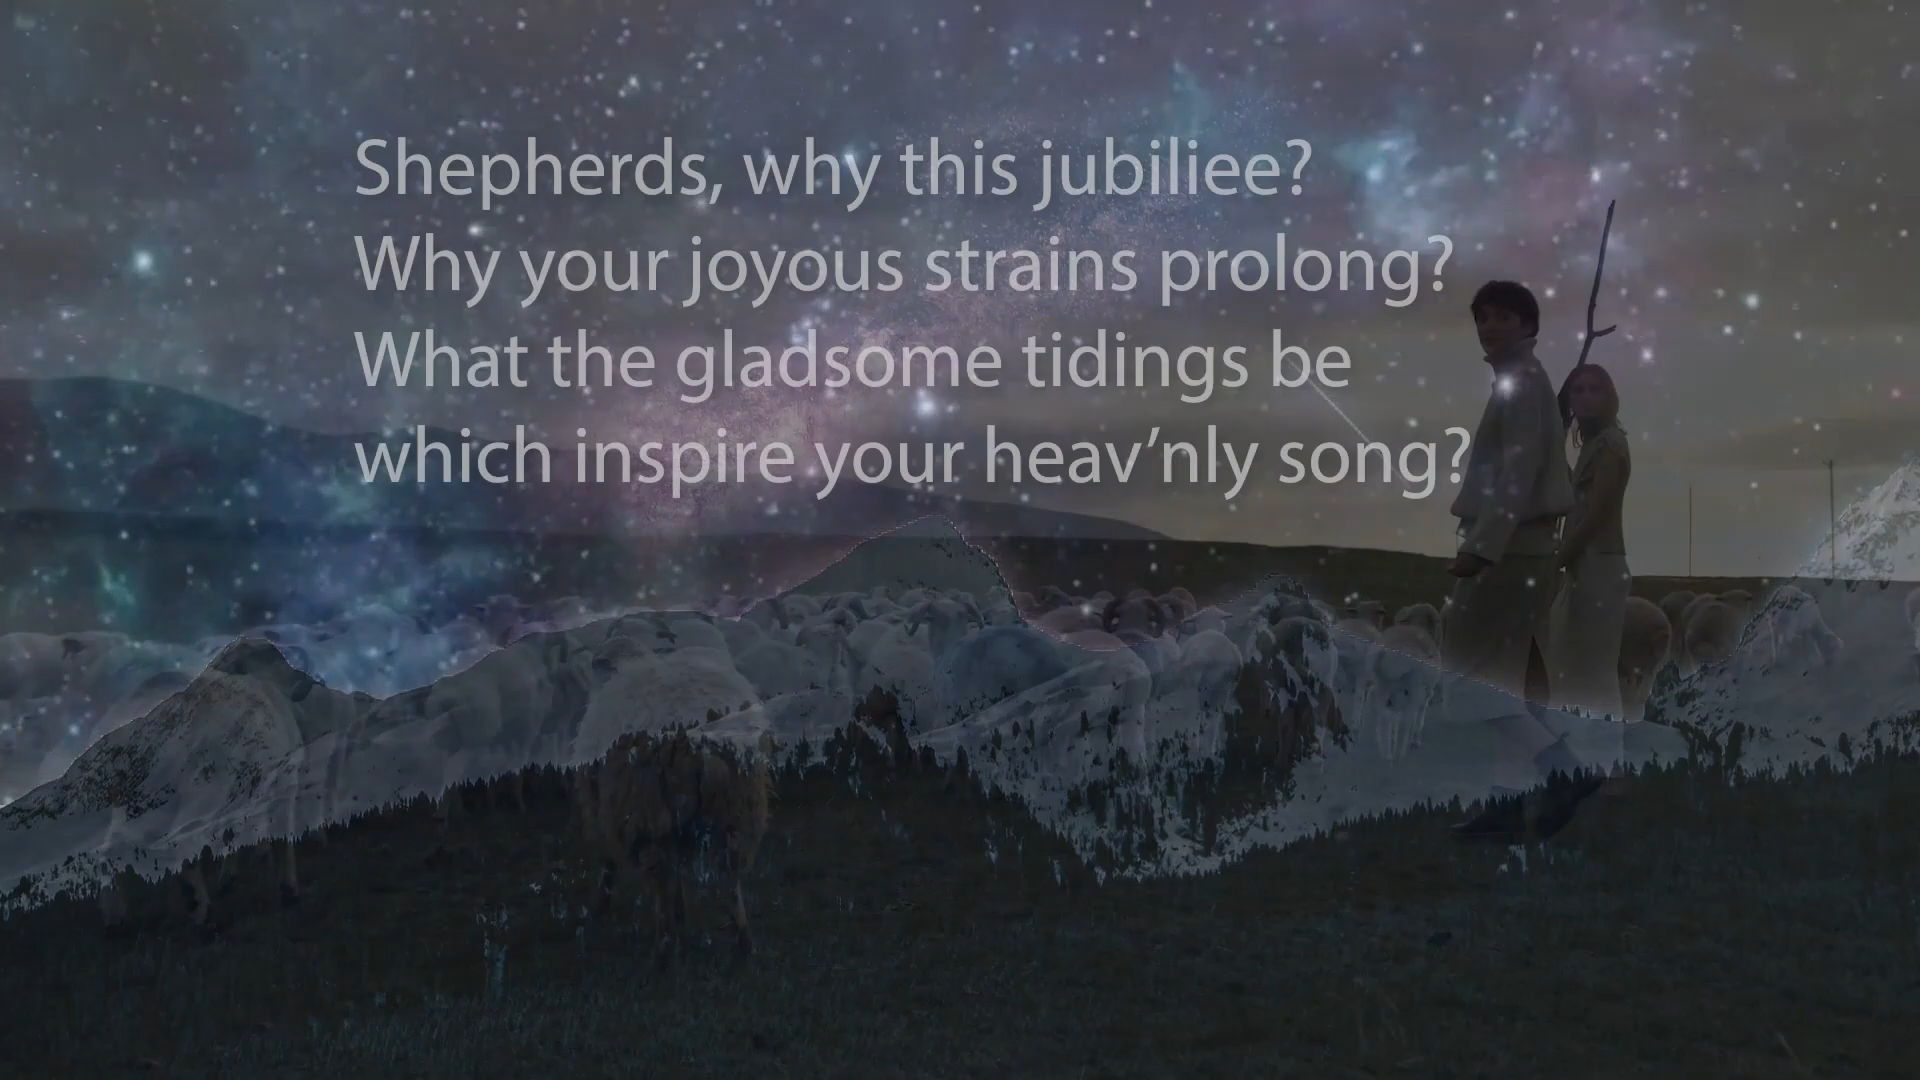 Shepherds, why this jubiliee?
Why your joyous strains prolong?
What the gladsome tidings be
which inspire your heav’nly song?